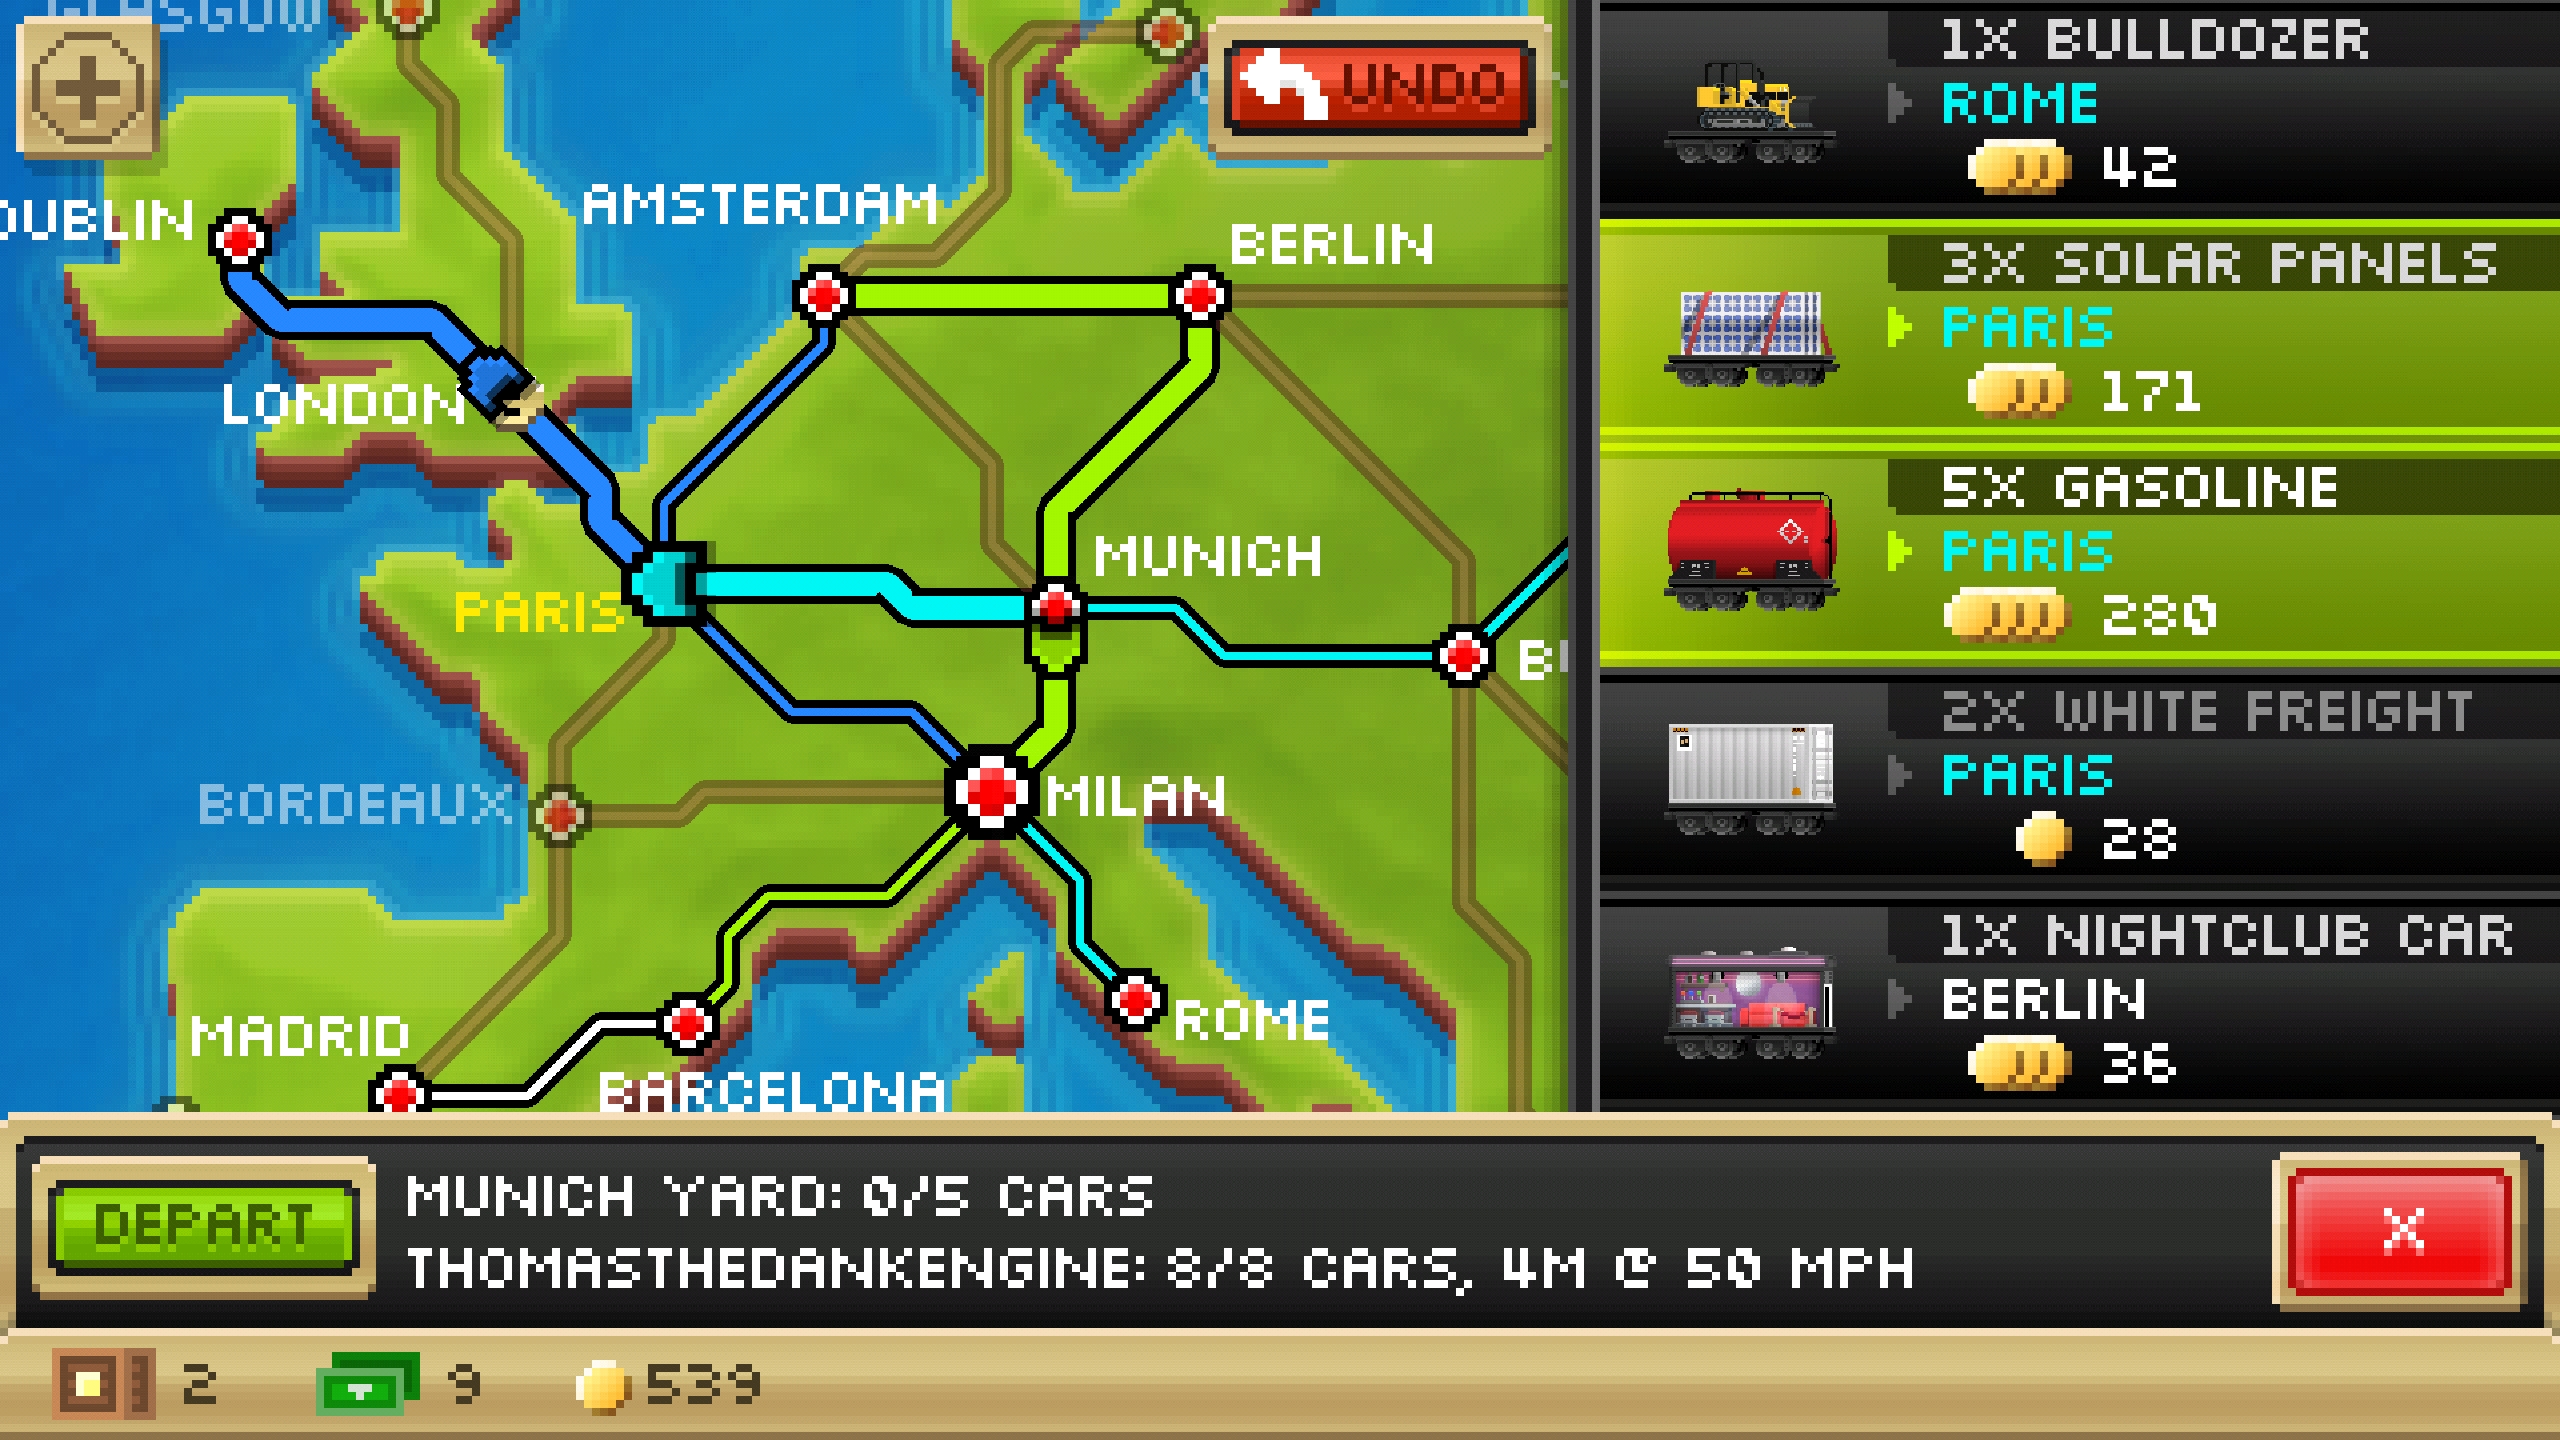 GLASGOW
UNDO
DUBLIN
AMSTERDAM
BERLIN
LONDON
MUNICH
PARIS
MILAN
BORDEAUX
MADRID
ROME
BARCELONA
1X BULLDOZER
ROME
42
3X SOLAR PANELS
PARIS
171
5X GASOLINE
PARIS
280
2X WHITE FREIGHT
PARIS
28
1X NIGHTCLUB CAR
BERLIN
36
DEPART
MUNICH YARD: 0/5 CARS
THOMASTHEDANKENGINE: 8/8 CARS, 4M @ 50 MPH
X
2
9
539